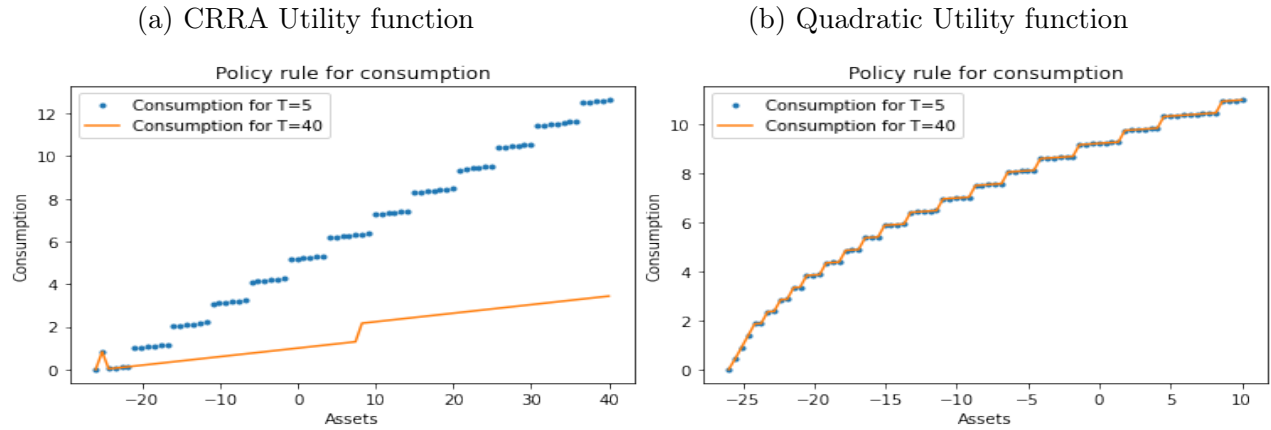 (a) CRRA Utility function
(b) Quadratic Utility function
Policy rule for consumption
Consumption for T=5
Consumption for T=40
12
10
8
6
4
2
0
Consumption
−20
−10
0
10
20
30
40
Assets
Policy rule for consumption
Consumption for T=5
Consumption for T=40
10
8
6
4
2
0
Consumption
−25
−20
−15
−10
−5
0
5
10
Assets